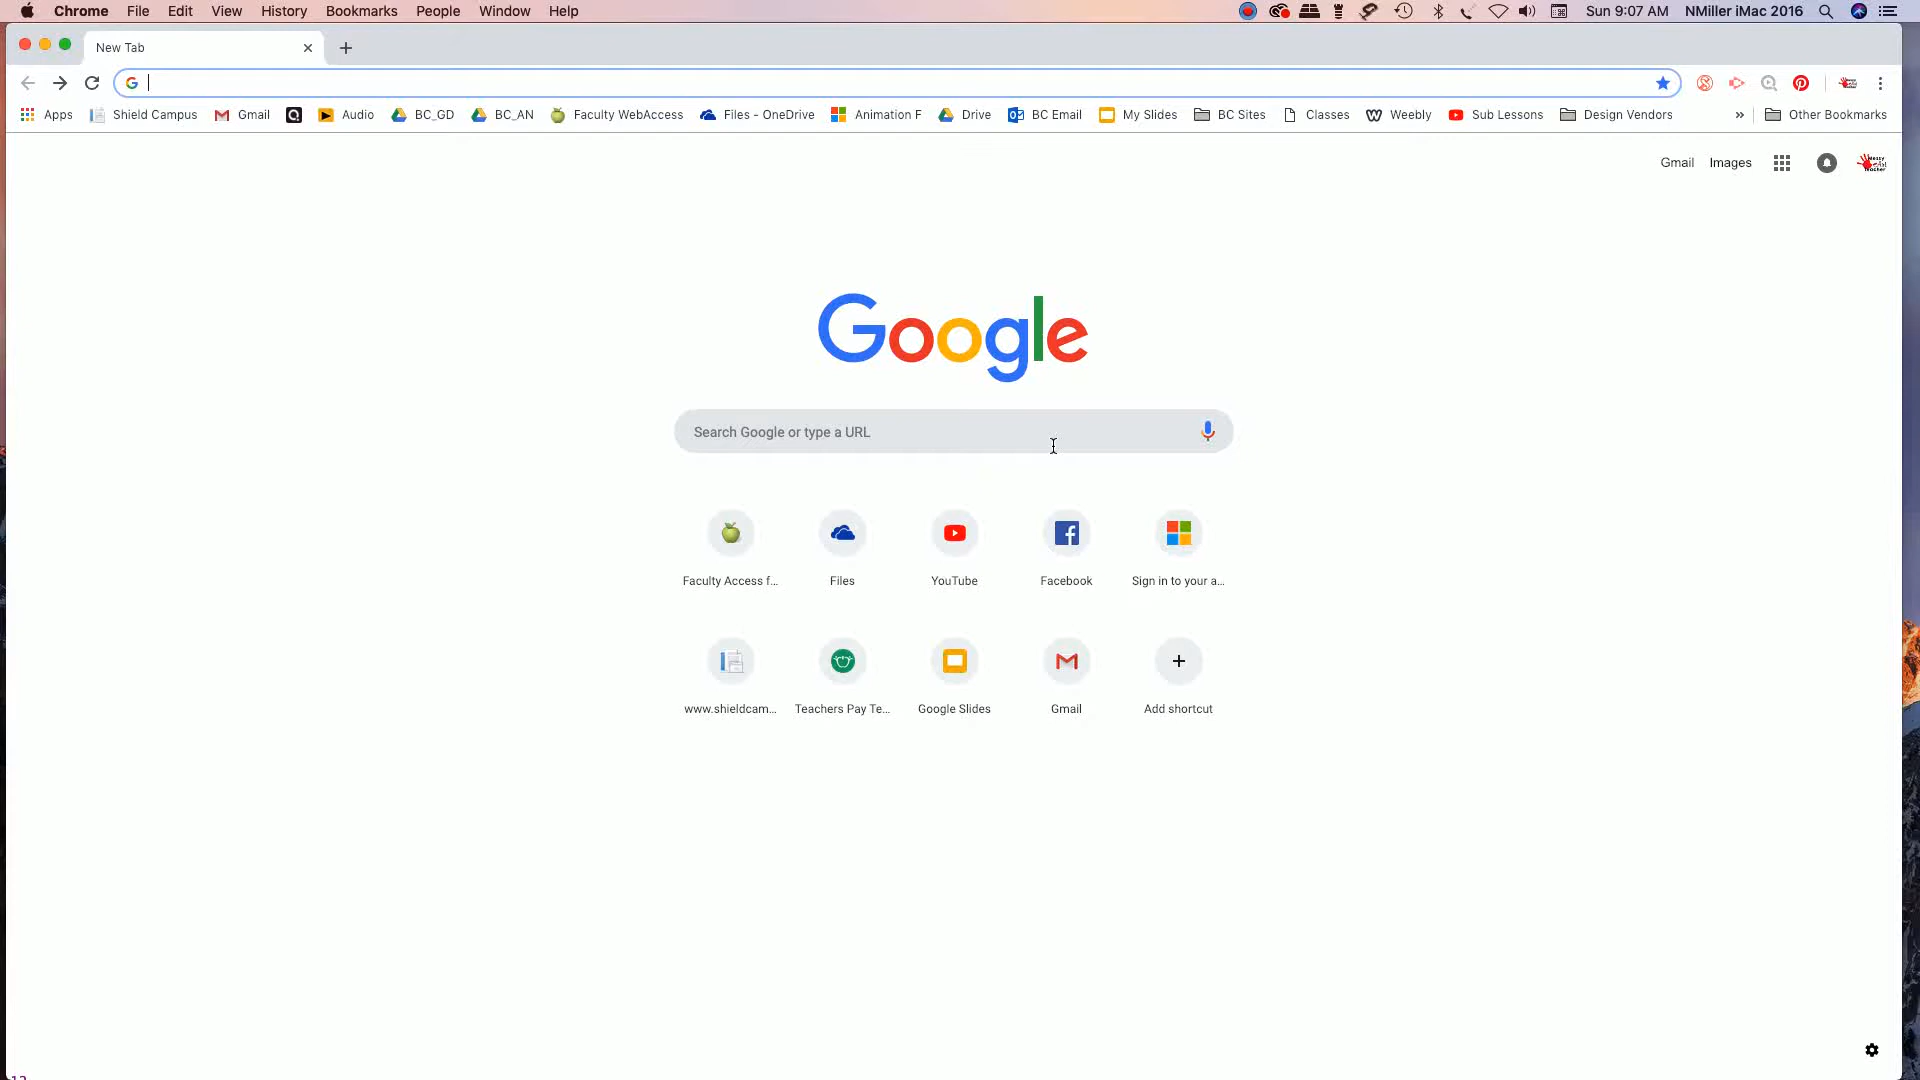 Chrome File Edit View History Bookmarks People Window Help Sun 9:07 AM NMiller iMac 2016
New Tab
Apps Shield Campus Gmail Audio BC_GD BC_AN Faculty WebAccess Files - OneDrive Animation F Drive BC Email My Slides BC Sites Classes Weebly Sub Lessons Design Vendors » Other Bookmarks
Gmail Images
Google
Search Google or type a URL
Faculty Access f... Files YouTube Facebook Sign in to your a...
www.shieldcam... Teachers Pay Te... Google Slides Gmail Add shortcut